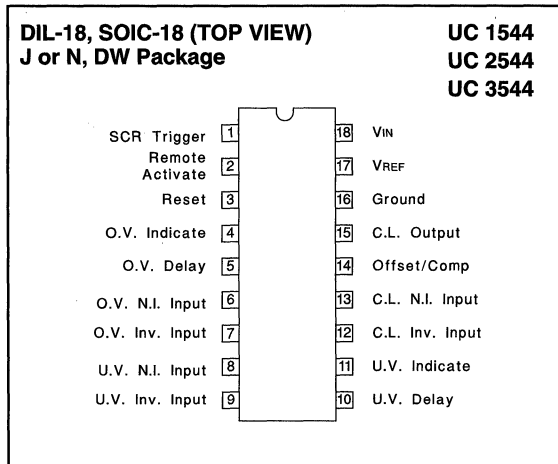 DIL-18, SOIC-18 (TOP VIEW)
J or N, DW Package
UC 1544
UC 2544
UC 3544
SCR Trigger 1
Remote
Activate 2
Reset 3
O.V. Indicate 4
O.V. Delay 5
O.V. N.I. Input 6
O.V. Inv. Input 7
U.V. N.I. Input 8
U.V. Inv. Input 9
18 VIN
17 VREF
16 Ground
15 C.L. Output
14 Offset/Comp
13 C.L. N.I. Input
12 C.L. Inv. Input
11 U.V. Indicate
10 U.V. Delay